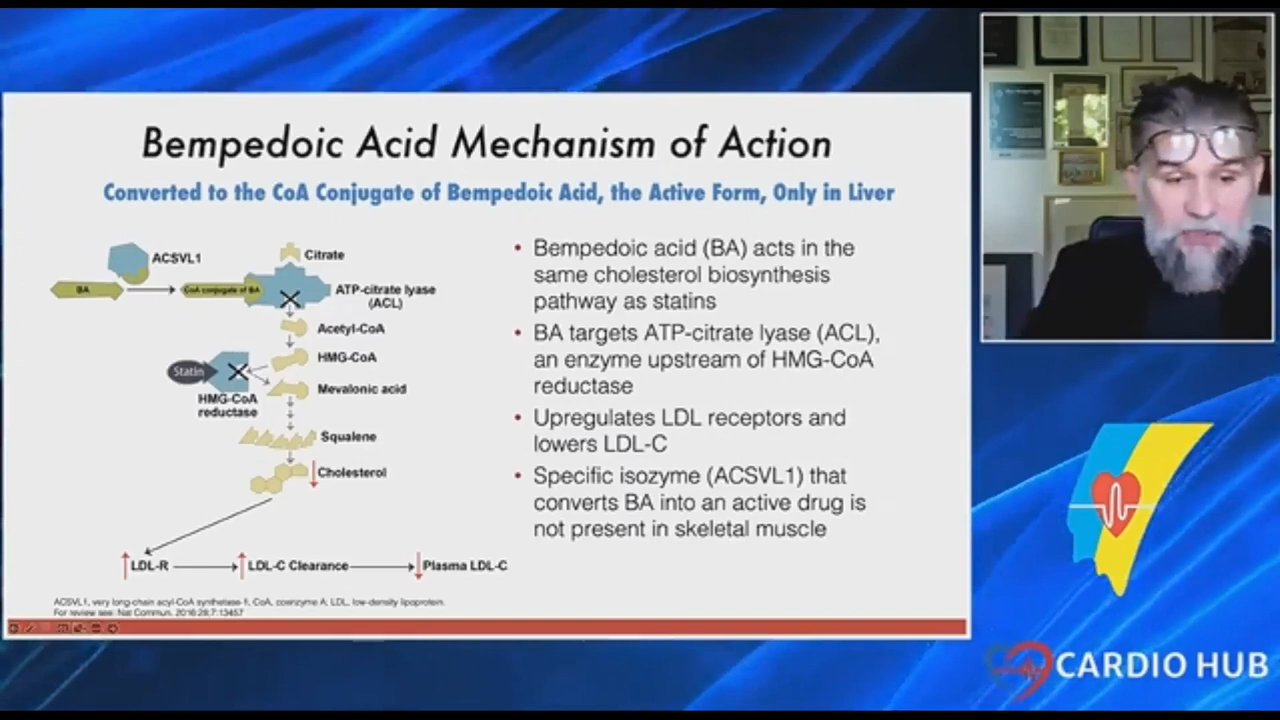 Bempedoic Acid Mechanism of Action
Converted to the CoA Conjugate of Bempedoic Acid, the Active Form, Only in Liver
ACSVL1
Citrate
BA
CoA conjugate of BA
ATP-citrate lyase
(ACL)
Acetyl-CoA
HMG-CoA
Statin
HMG-CoA
reductase
Mevalonic acid
Squalene
Cholesterol
LDL-R
LDL-C Clearance
Plasma LDL-C
• Bempedoic acid (BA) acts in the
same cholesterol biosynthesis
pathway as statins
• BA targets ATP-citrate lyase (ACL),
an enzyme upstream of HMG-CoA
reductase
• Upregulates LDL receptors and
lowers LDL-C
• Specific isozyme (ACSVL1) that
converts BA into an active drug is
not present in skeletal muscle
ACSVL1, very long-chain acyl-CoA synthetase-1, CoA, coenzyme A; LDL, low-density lipoprotein.
For review see: Nat Commun. 2016:28;7:13457
CARDIO HUB